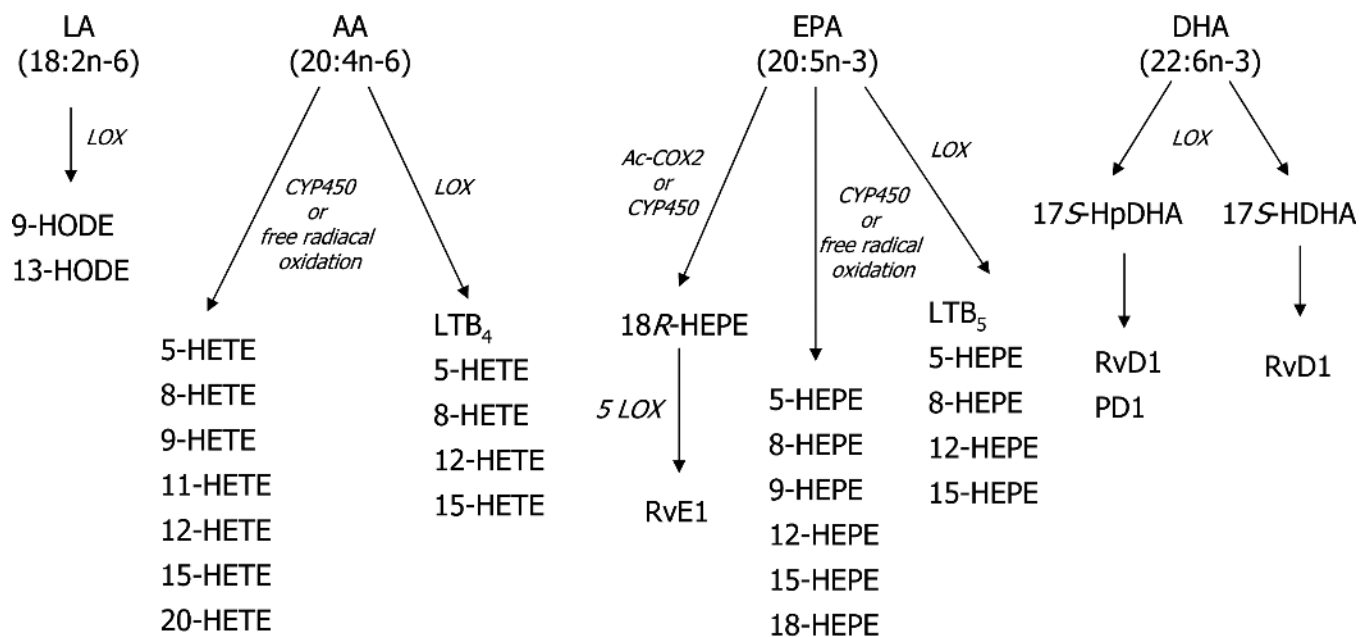 LA
(18:2n-6)
LOX
9-HODE
13-HODE
AA
(20:4n-6)
CYP450
or
free radiacal
oxidation
LOX
5-HETE
8-HETE
9-HETE
11-HETE
12-HETE
15-HETE
20-HETE
LTB4
5-HETE
8-HETE
12-HETE
15-HETE
EPA
(20:5n-3)
Ac-COX2
or
CYP450
CYP450
or
free radical
oxidation
LOX
18R-HEPE
5 LOX
RvE1
5-HEPE
8-HEPE
9-HEPE
12-HEPE
15-HEPE
18-HEPE
LTB5
5-HEPE
8-HEPE
12-HEPE
15-HEPE
DHA
(22:6n-3)
LOX
17S-HpDHA
17S-HDHA
RvD1
PD1
RvD1